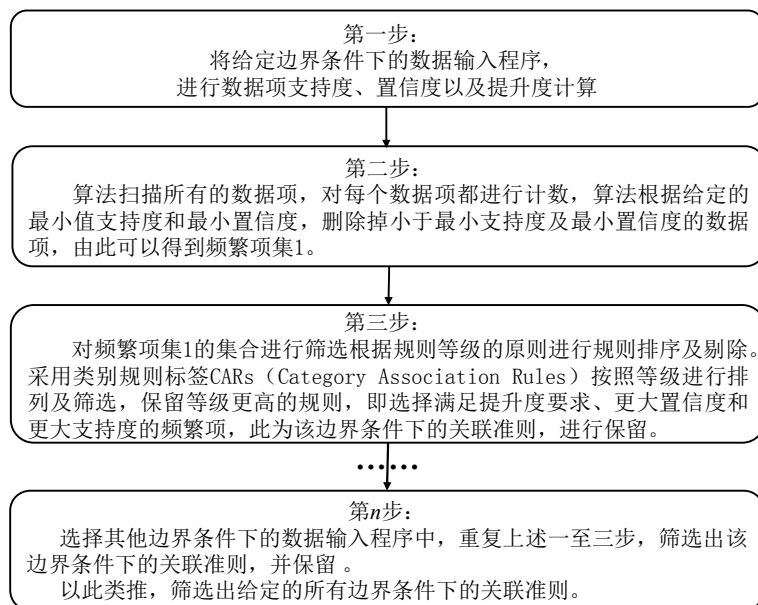 第一步：
将给定边界条件下的数据输入程序，
进行数据项支持度、置信度以及提升度计算
第二步：
算法扫描所有的数据项，对每个数据项都进行计数，算法根据给定的
最小值支持度和最小置信度，删除掉小于最小支持度及最小置信度的数据
项，由此可以得到频繁项集1。
第三步：
对频繁项集1的集合进行筛选根据规则等级的原则进行规则排序及剔除。
采用类别规则标签CARs（Category Association Rules）按照等级进行排
列及筛选，保留等级更高的规则，即选择满足提升度要求、更大置信度和
更大支持度的频繁项，此为该边界条件下的关联准则，进行保留。
……
第n步：
选择其他边界条件下的数据输入程序中，重复上述一至三步，筛选出该
边界条件下的关联准则，并保留 。
以此类推，筛选出给定的所有边界条件下的关联准则。